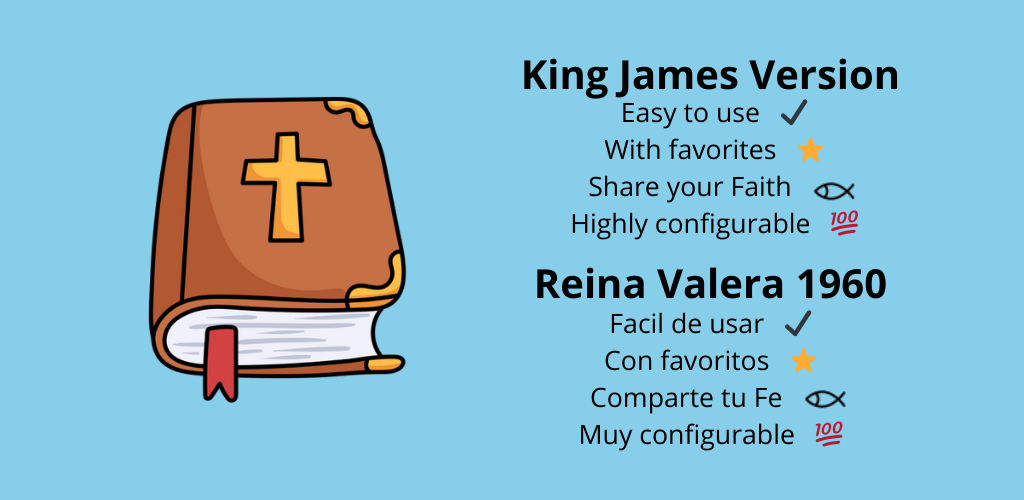 King James Version
Easy to use ✔
With favorites ⭐
Share your Faith
Highly configurable 💯
Reina Valera 1960
Facil de usar ✔
Con favoritos ⭐
Comparte tu Fe
Muy configurable 💯